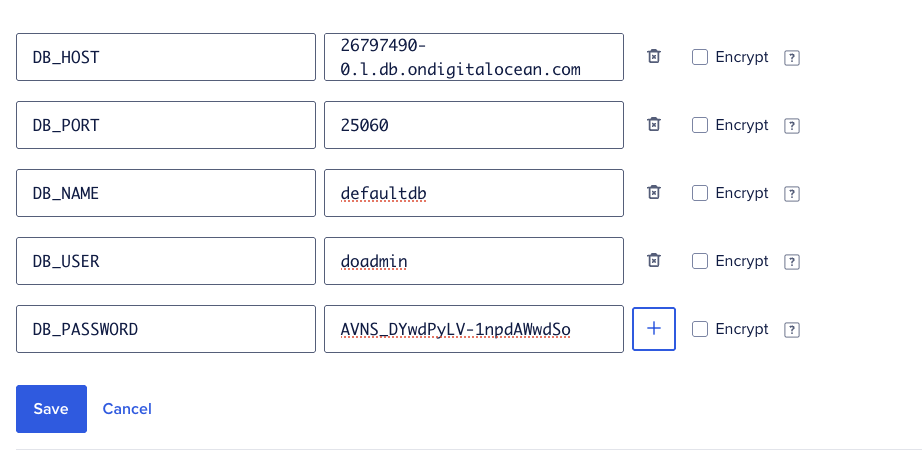 DB_HOST 26797490-
0.l.db.ondigitalocean.com Encrypt ?
DB_PORT 25060 Encrypt ?
DB_NAME defaultdb Encrypt ?
DB_USER doadmin Encrypt ?
DB_PASSWORD AVNS_DYwdPyLV-1npdAWwdSo + Encrypt ?
Save Cancel